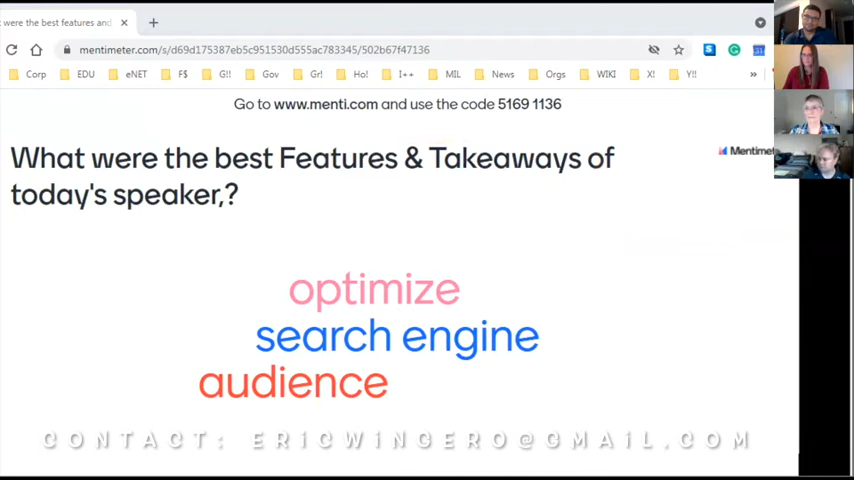 were the best features and
mentimeter.com/s/d69d175387eb5c951530d555ac783345/502b67f47136
Corp EDU eNET F$ G!! Gov Gr! Ho! I++ MIL News Orgs WIKI X! Y!! »
Go to www.menti.com and use the code 5169 1136
What were the best Features & Takeaways of
today's speaker,?
Mentime
optimize
search engine
audience
CONTACT: ERiCWiNGERO@GMAiL.COM